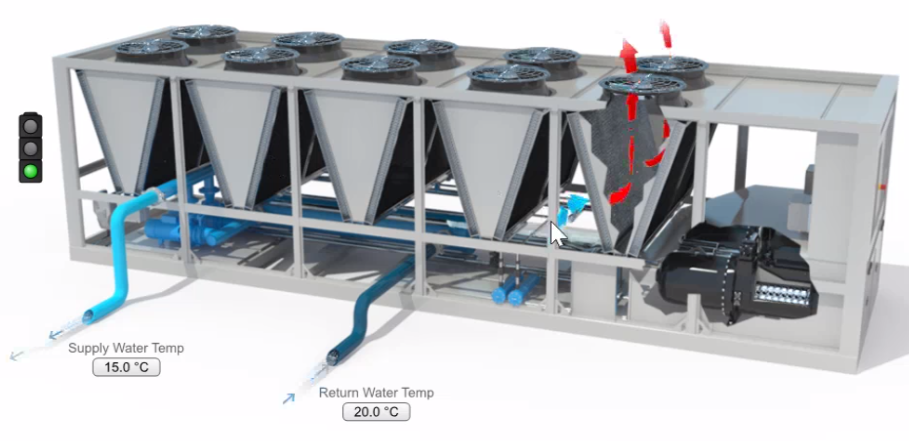 Supply Water Temp
15.0 °C
Return Water Temp
20.0 °C